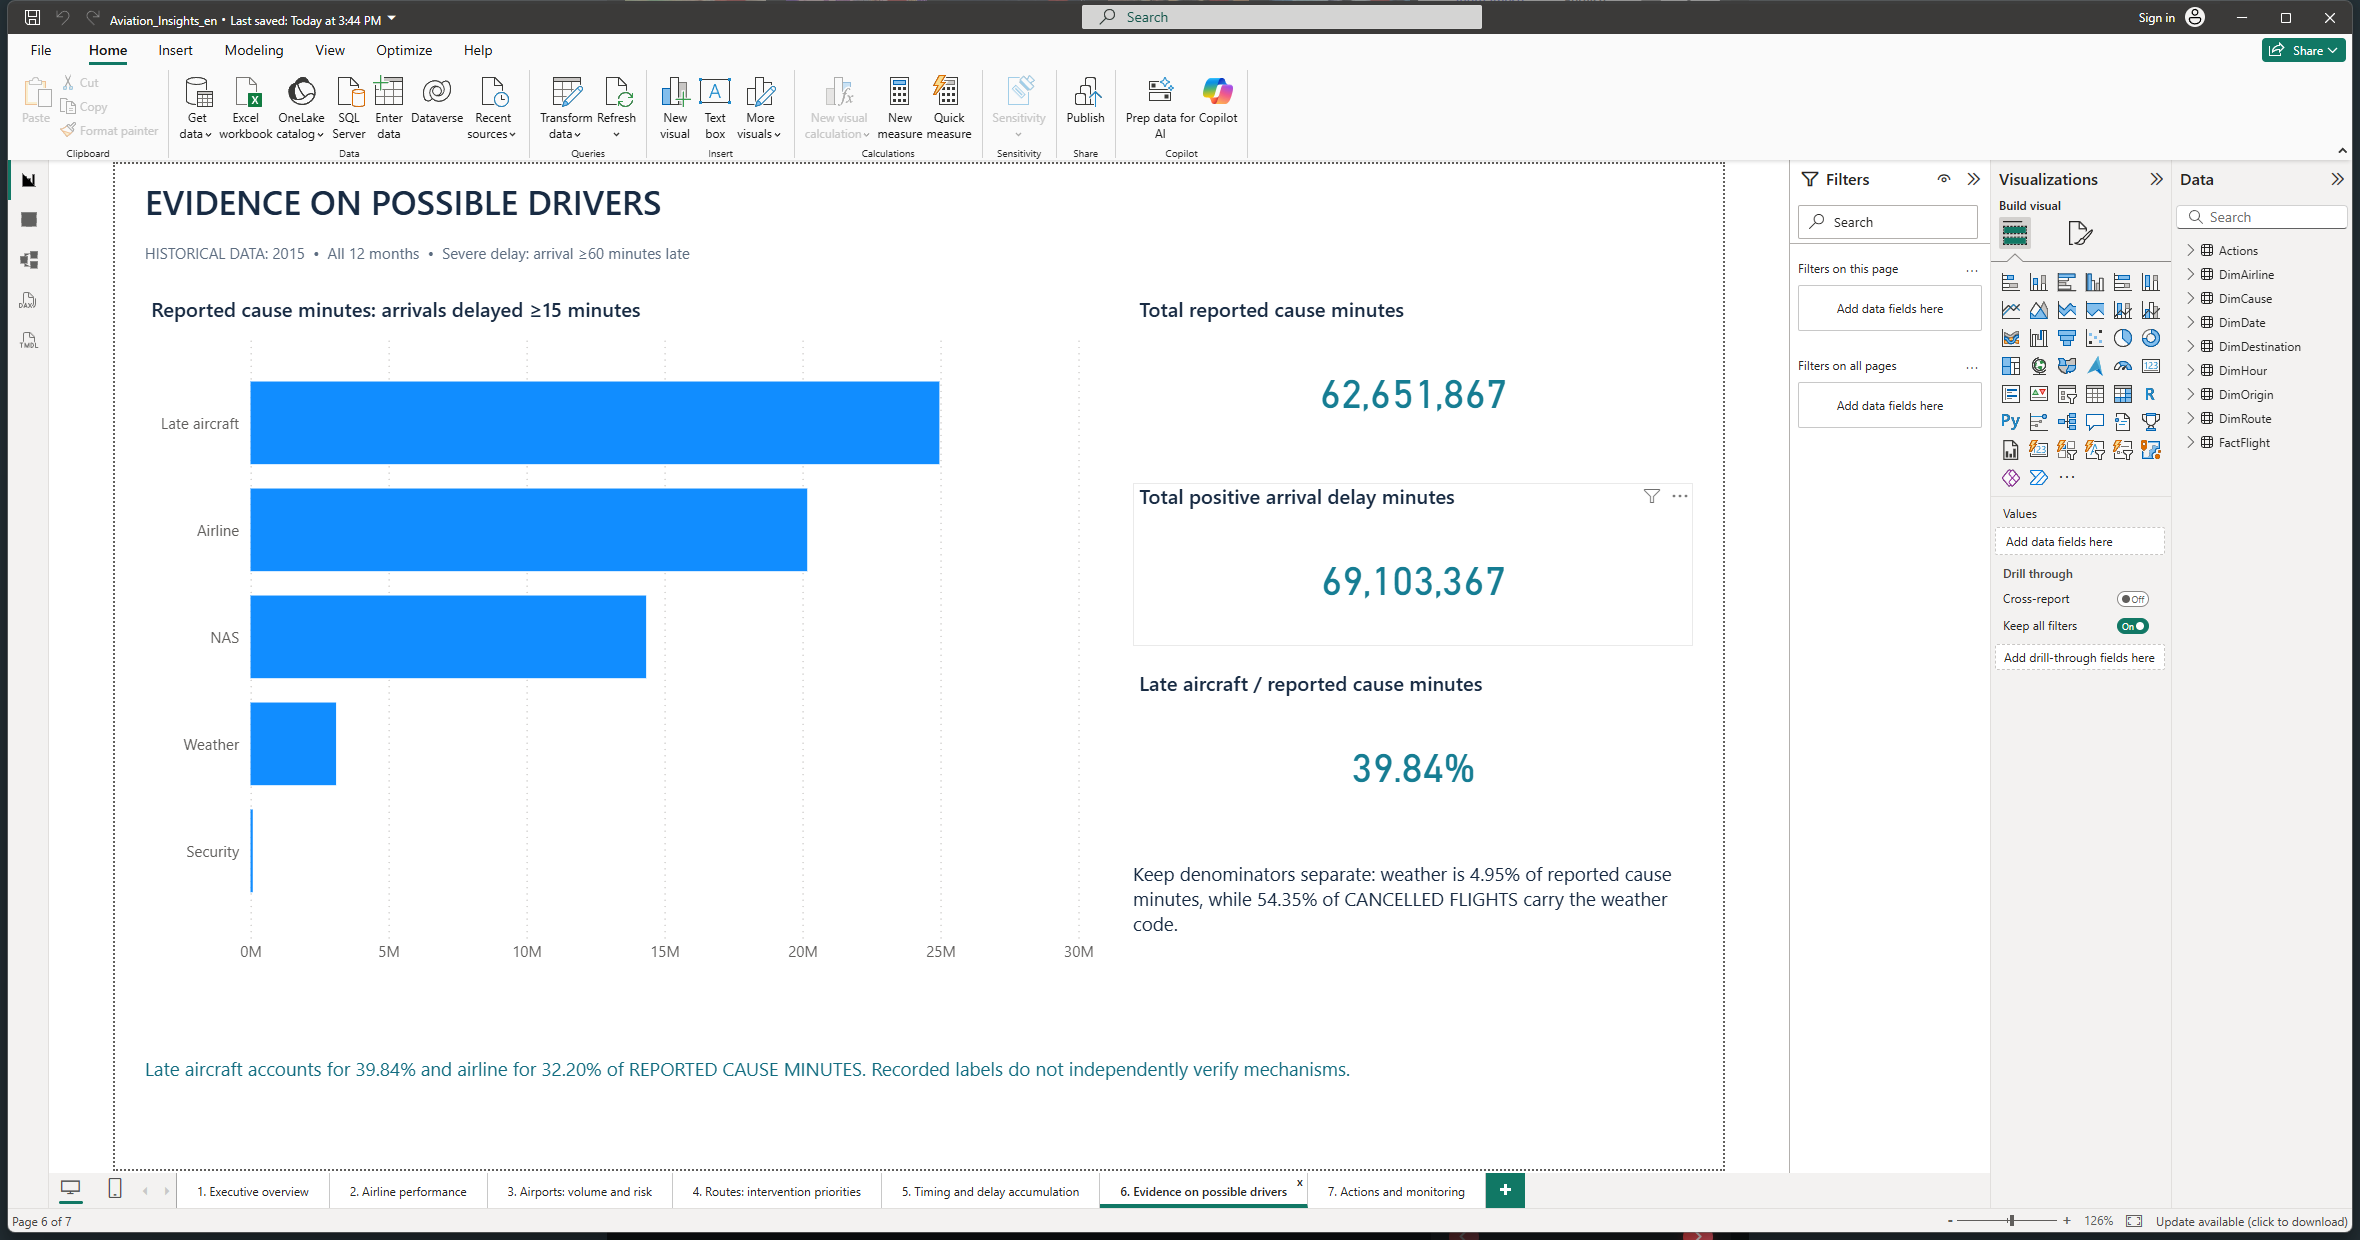 Aviation_Insights_en • Last saved: Today at 3:44 PM
Search
Sign in
File
Home
Insert
Modeling
View
Optimize
Help
Share
Paste
Cut
Copy
Format painter
Clipboard
Get data
Excel workbook
OneLake catalog
SQL Server
Enter data
Dataverse
Recent sources
Data
Transform data
Refresh
Queries
New visual
Text box
More visuals
Insert
New visual calculation
New measure
Quick measure
Calculations
Sensitivity
Sensitivity
Publish
Share
Prep data for AI
Copilot
Copilot
DAX
TMDL
EVIDENCE ON POSSIBLE DRIVERS
HISTORICAL DATA: 2015 • All 12 months • Severe delay: arrival ≥60 minutes late
Reported cause minutes: arrivals delayed ≥15 minutes
Late aircraft
Airline
NAS
Weather
Security
0M
5M
10M
15M
20M
25M
30M
Total reported cause minutes
62,651,867
Total positive arrival delay minutes
69,103,367
Late aircraft / reported cause minutes
39.84%
Keep denominators separate: weather is 4.95% of reported cause
minutes, while 54.35% of CANCELLED FLIGHTS carry the weather
code.
Late aircraft accounts for 39.84% and airline for 32.20% of REPORTED CAUSE MINUTES. Recorded labels do not independently verify mechanisms.
Filters
Search
Filters on this page
Add data fields here
Filters on all pages
Add data fields here
Visualizations
Build visual
123
R
Py
123
Values
Add data fields here
Drill through
Cross-report
Off
Keep all filters
On
Add drill-through fields here
Data
Search
Actions
DimAirline
DimCause
DimDate
DimDestination
DimHour
DimOrigin
DimRoute
FactFlight
1. Executive overview
2. Airline performance
3. Airports: volume and risk
4. Routes: intervention priorities
5. Timing and delay accumulation
6. Evidence on possible drivers
x
7. Actions and monitoring
+
Page 6 of 7
- + 126%
Update available (click to download)